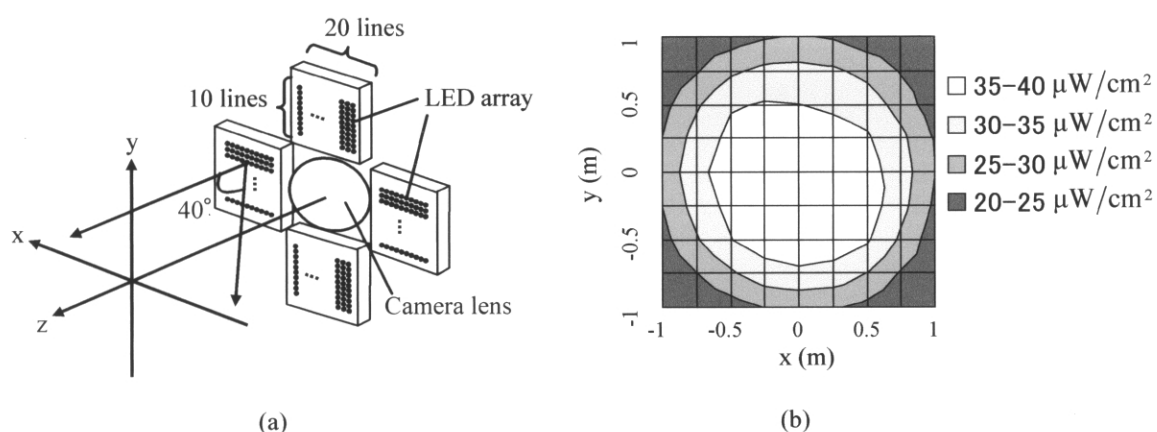 20 lines
10 lines
LED array
y
40°
x
z
Camera lens
(a)
1
0.5
0
-0.5
-1
y (m)
-1
-0.5
0
0.5
1
x (m)
35-40 μW/cm²
30-35 μW/cm²
25-30 μW/cm²
20-25 μW/cm²
(b)